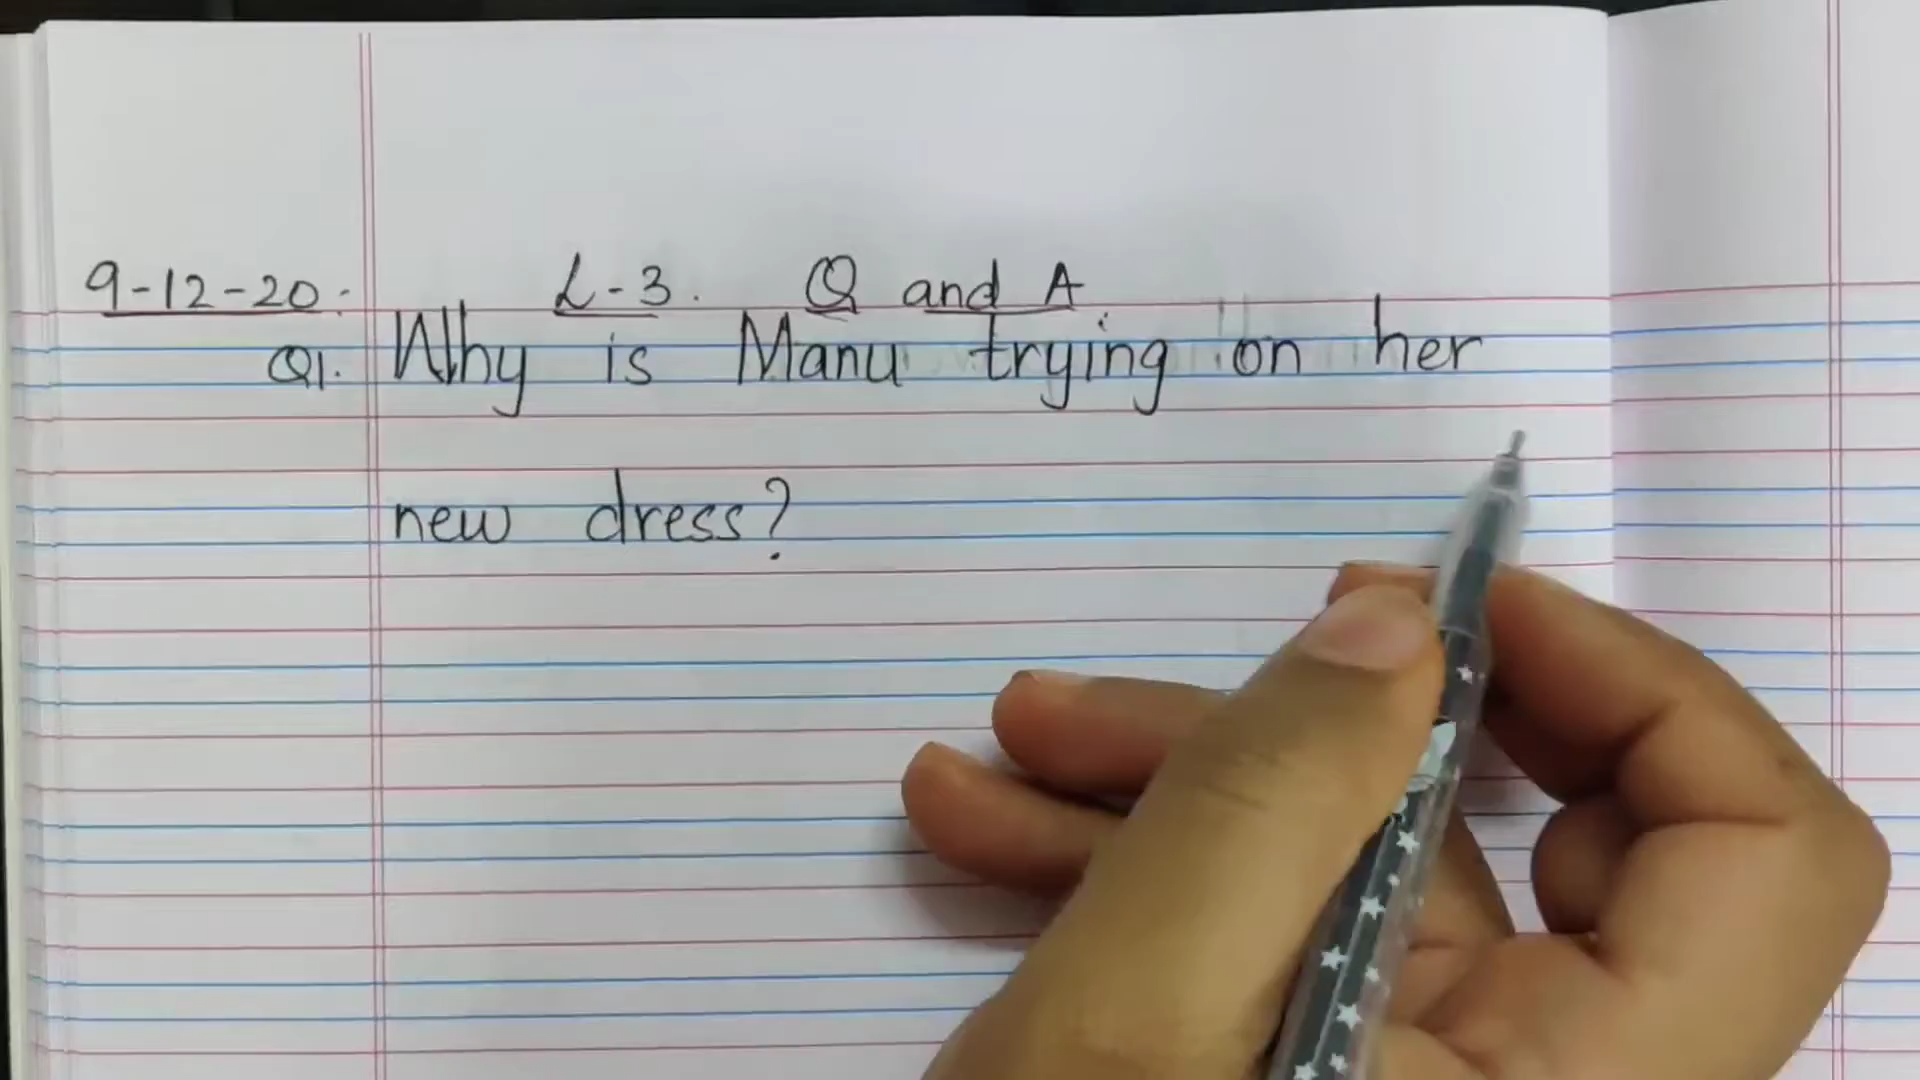 9-12-20. L-3. Q and A
Q1. Why is Manu trying on her
new dress?